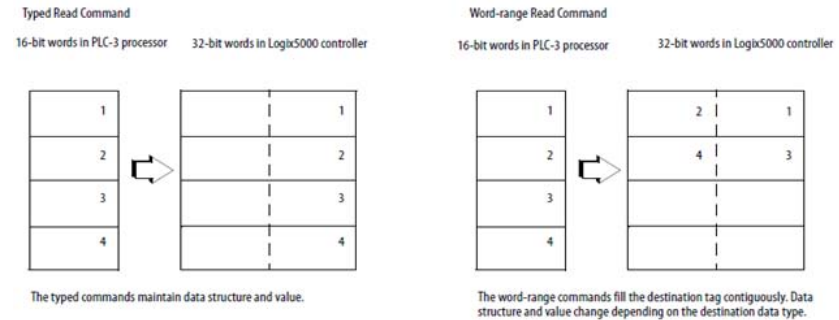 Typed Read Command
16-bit words in PLC-3 processor
32-bit words in Logix5000 controller
1
1
2
2
3
3
4
4
The typed commands maintain data structure and value.
Word-range Read Command
16-bit words in PLC-3 processor
32-bit words in Logix5000 controller
1
2
1
2
4
3
3
4
The word-range commands fill the destination tag contiguously. Data
structure and value change depending on the destination data type.